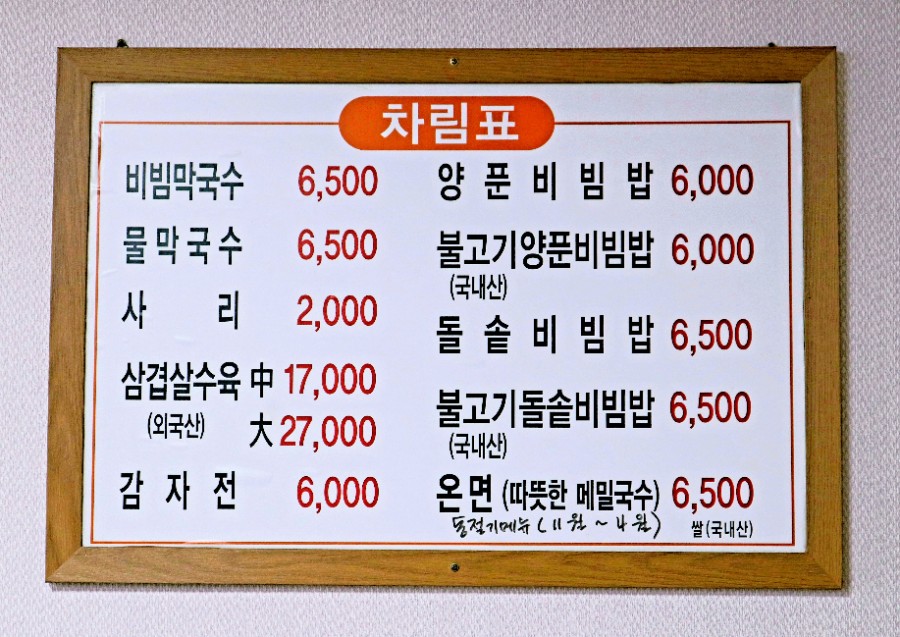 차림표
비빔막국수 6,500
물막국수 6,500
사리 2,000
삼겹살수육 中 17,000
(외국산) 大 27,000
감자전 6,000
양푼비빔밥 6,000
불고기양푼비빔밥 6,000
(국내산)
돌솥비빔밥 6,500
불고기돌솥비빔밥 6,500
(국내산)
온면 (따뜻한 메밀국수) 6,500
동절기메뉴 (11월 ~ 4월) 쌀(국내산)